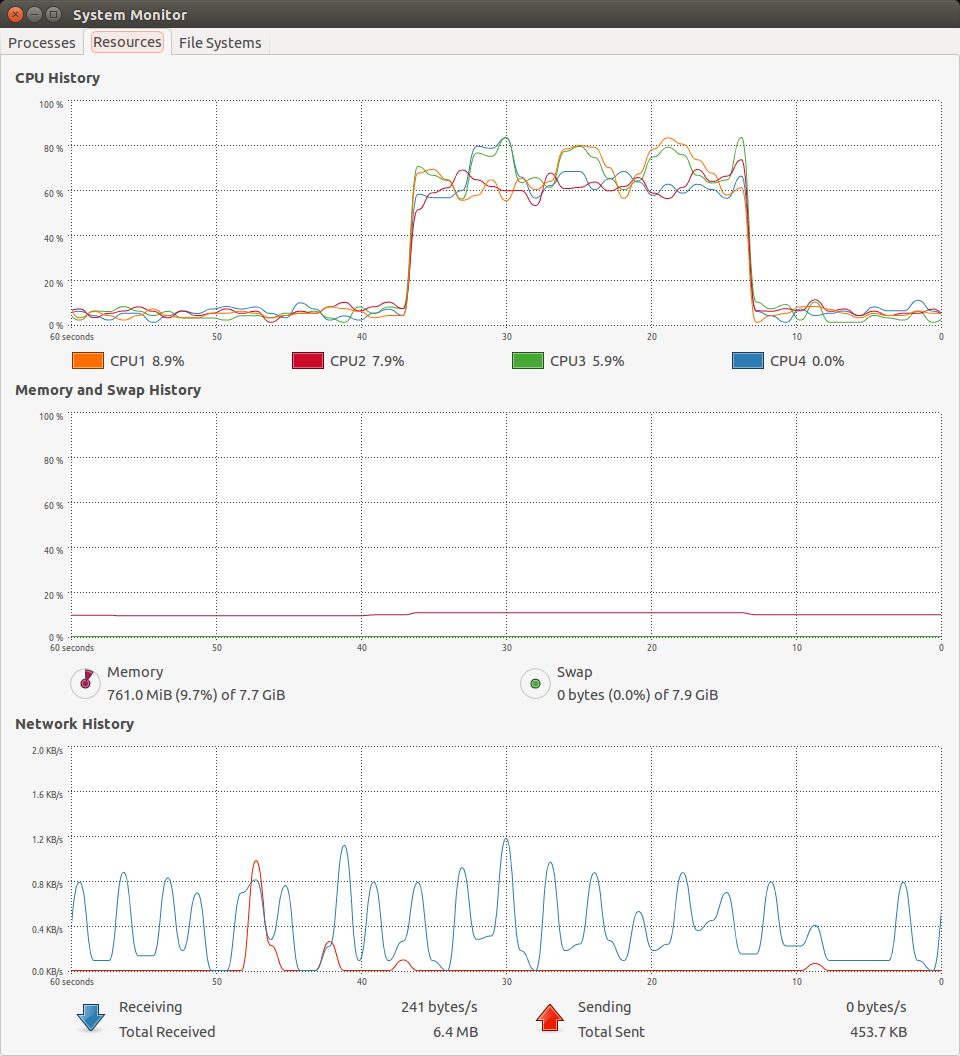 System Monitor
Processes Resources File Systems
CPU History
100 %
80 %
60 %
40 %
20 %
0 %
60 seconds 50 40 30 20 10 0
CPU1 8.9% CPU2 7.9% CPU3 5.9% CPU4 0.0%
Memory and Swap History
100 %
80 %
60 %
40 %
20 %
0 %
60 seconds 50 40 30 20 10 0
Memory Swap
761.0 MiB (9.7%) of 7.7 GiB 0 bytes (0.0%) of 7.9 GiB
Network History
2.0 KB/s
1.6 KB/s
1.2 KB/s
0.8 KB/s
0.4 KB/s
0.0 KB/s
60 seconds 50 40 30 20 10 0
Receiving 241 bytes/s Sending 0 bytes/s
Total Received 6.4 MB Total Sent 453.7 KB